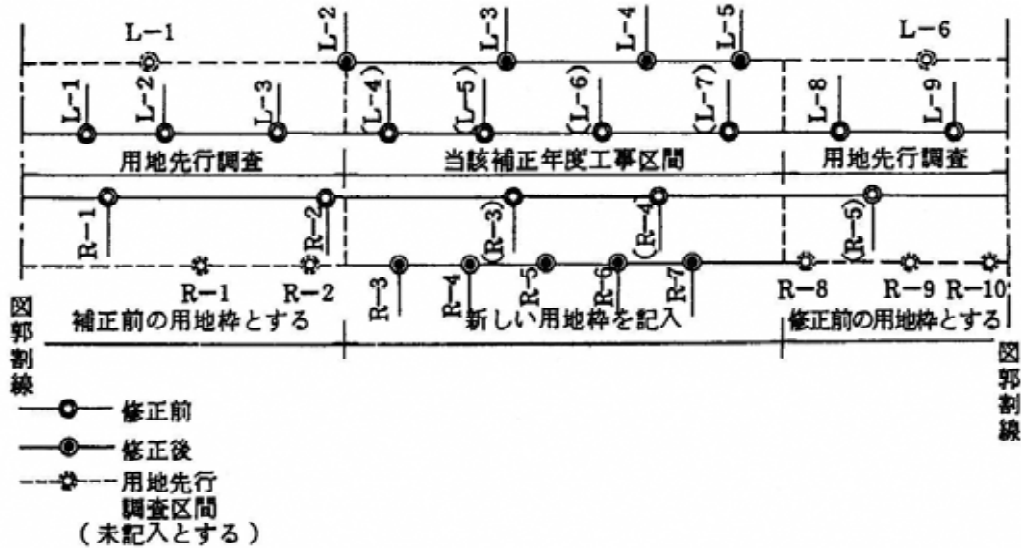 L-1
L-2
L-3
L-4
L-5
L-6
L-1
L-2
L-3
(L-4)
(L-5)
(L-6)
(L-7)
L-8
L-9
用地先行調査
当該補正年度工事区間
用地先行調査
R-1
R-2
(R-3)
(R-4)
(R-5)
R-1
R-2
R-3
R-4
R-5
R-6
R-7
R-8
R-9
R-10
補正前の用地枠とする
新しい用地枠を記入
修正前の用地枠とする
図郭割線
図郭割線
修正前
修正後
用地先行
調査区間
(未記入とする)